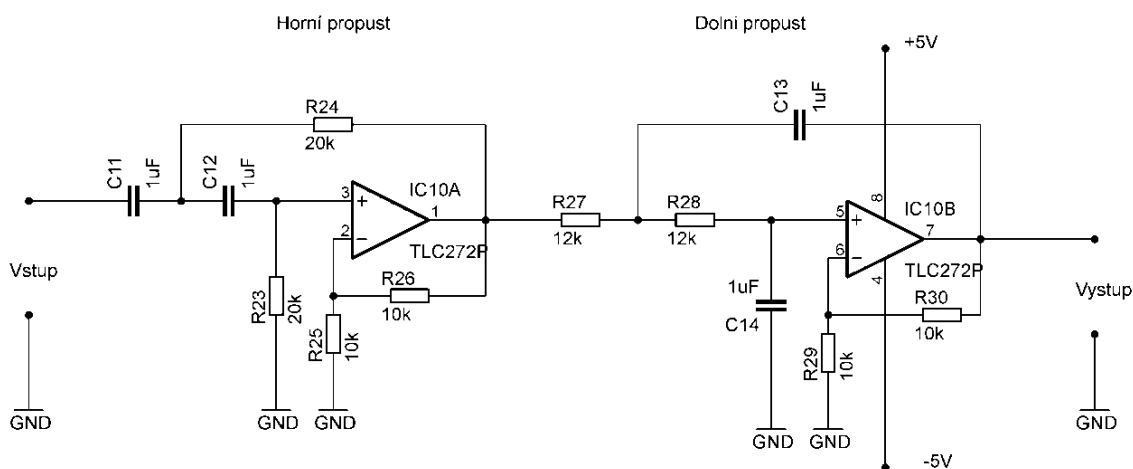 Horní propust
Dolni propust
+5V
C13
1uF
R24
20k
C11
1uF
C12
1uF
3
+
IC10A
1
2
−
TLC272P
R27
12k
R28
12k
5
+
8
IC10B
7
6
−
TLC272P
4
Vstup
R23
20k
R26
10k
R25
10k
1uF
C14
R30
10k
R29
10k
Vystup
GND
GND
GND
GND
GND
GND
-5V